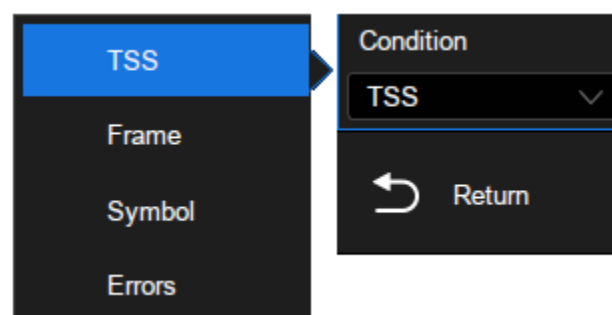 TSS
Frame
Symbol
Errors
Condition
TSS
Return